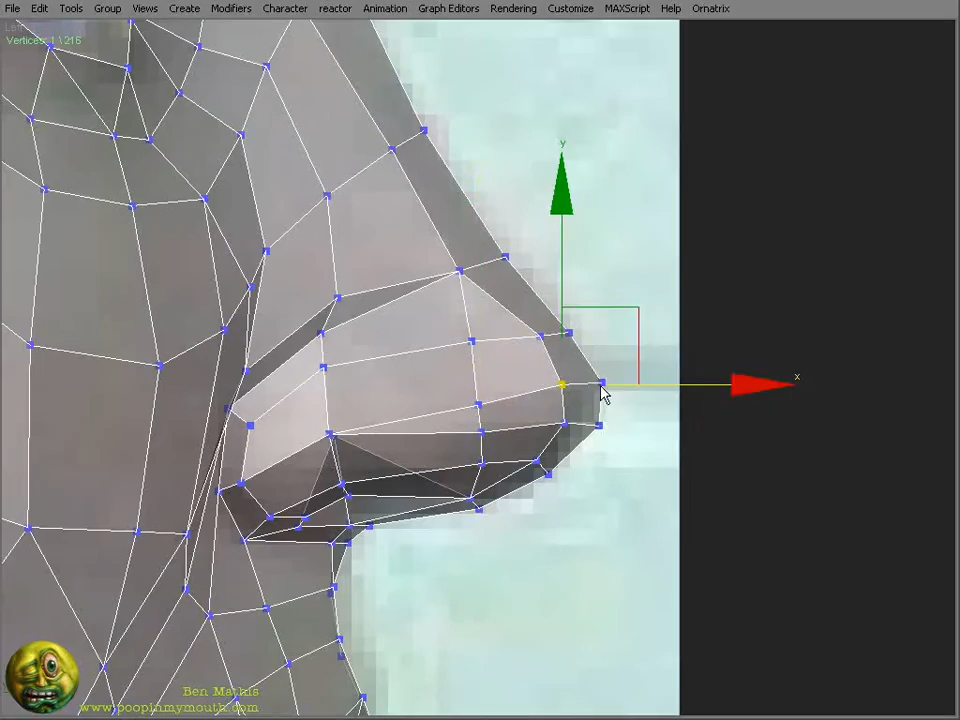 File Edit Tools Group Views Create Modifiers Character reactor Animation Graph Editors Rendering Customize MAXScript Help Ornatrix
Left
Vertices: 1 \ 216
y
x
Ben Mathis
www.poopinmymouth.com